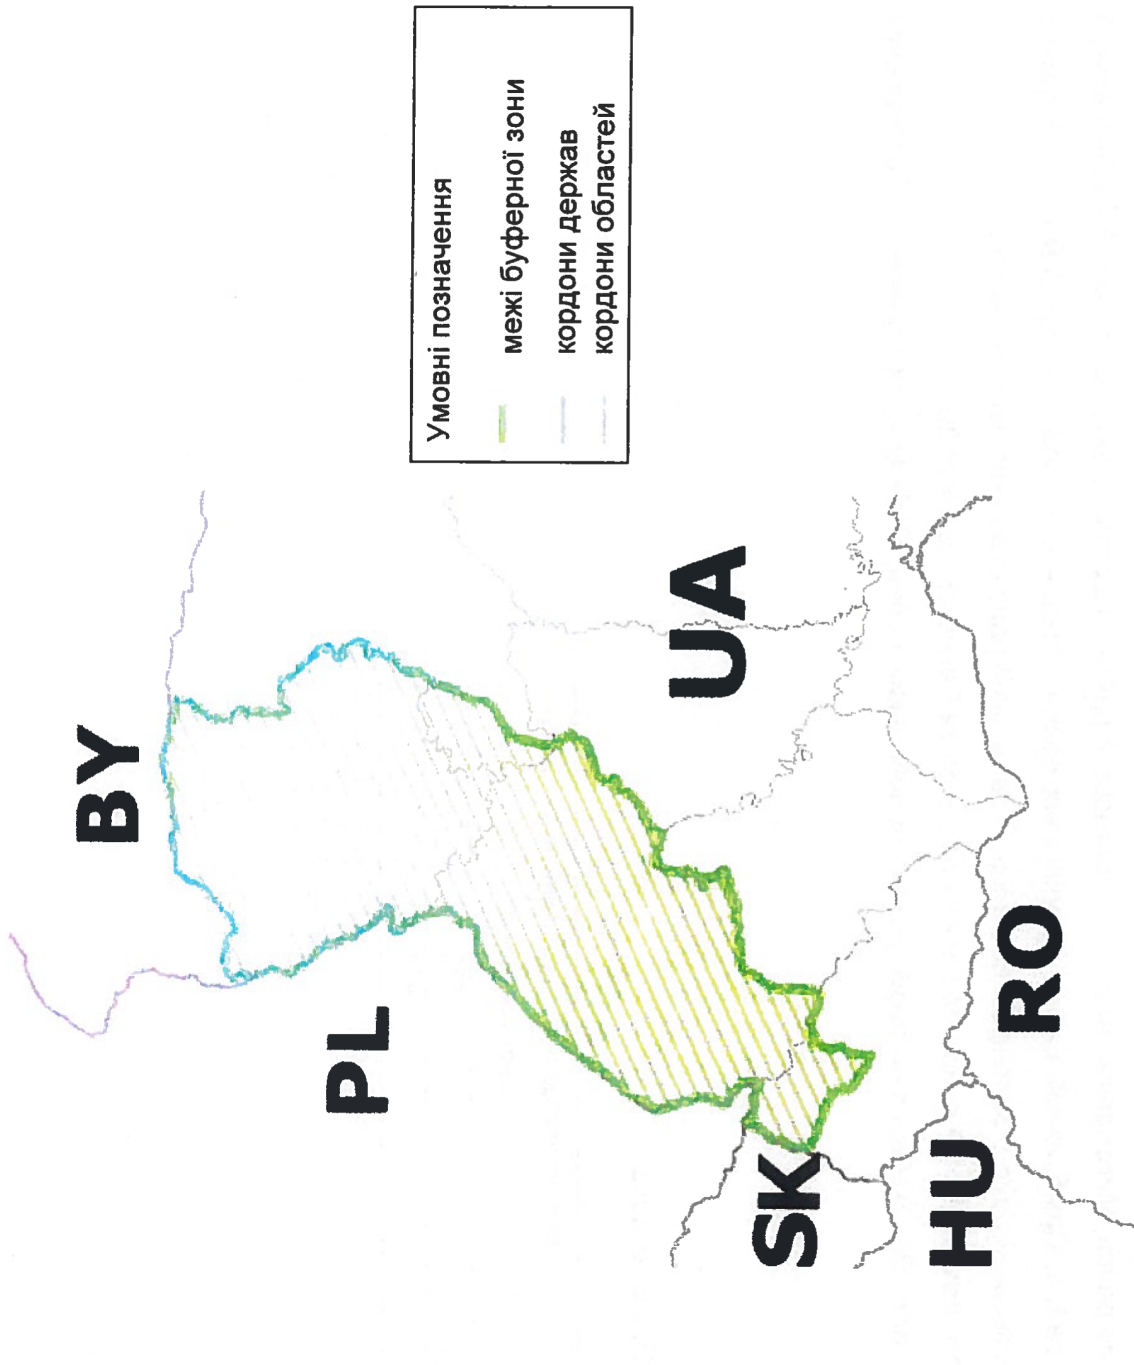 BY
PL
UA
SK
HU
RO
Умовні позначення
межі буферної зони
кордони держав
кордони областей